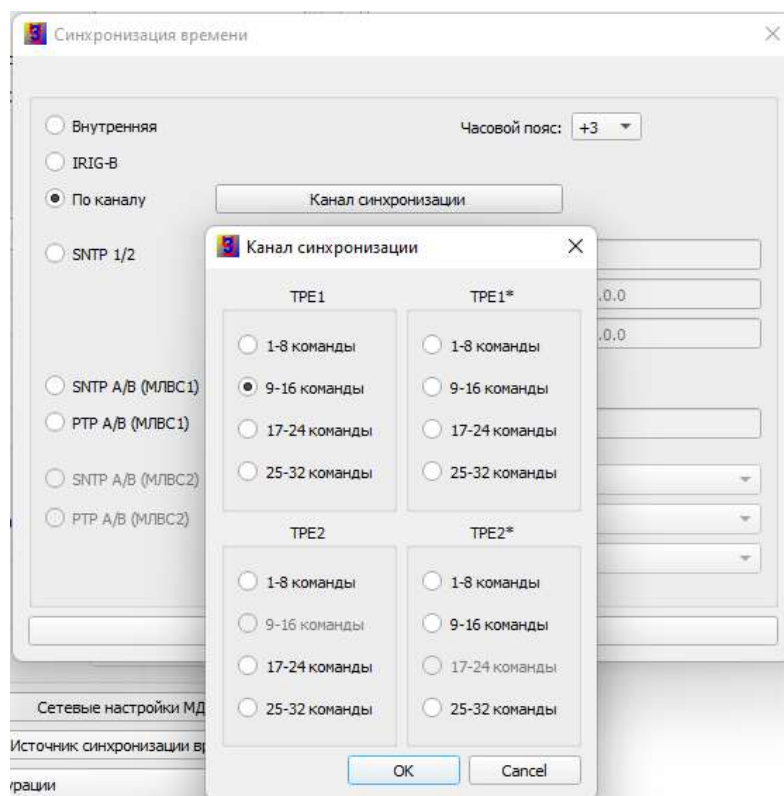 Синхронизация времени
Внутренняя
Часовой пояс: +3
IRIG-B
По каналу
Канал синхронизации
SNTP 1/2
.0.0
.0.0
SNTP A/B (МЛВС1)
PTP A/B (МЛВС1)
SNTP A/B (МЛВС2)
PTP A/B (МЛВС2)
Канал синхронизации
TPE1
1-8 команды
9-16 команды
17-24 команды
25-32 команды
TPE1*
1-8 команды
9-16 команды
17-24 команды
25-32 команды
TPE2
1-8 команды
9-16 команды
17-24 команды
25-32 команды
TPE2*
1-8 команды
9-16 команды
17-24 команды
25-32 команды
OK
Cancel
Сетевые настройки МД
Источник синхронизации вр
урации